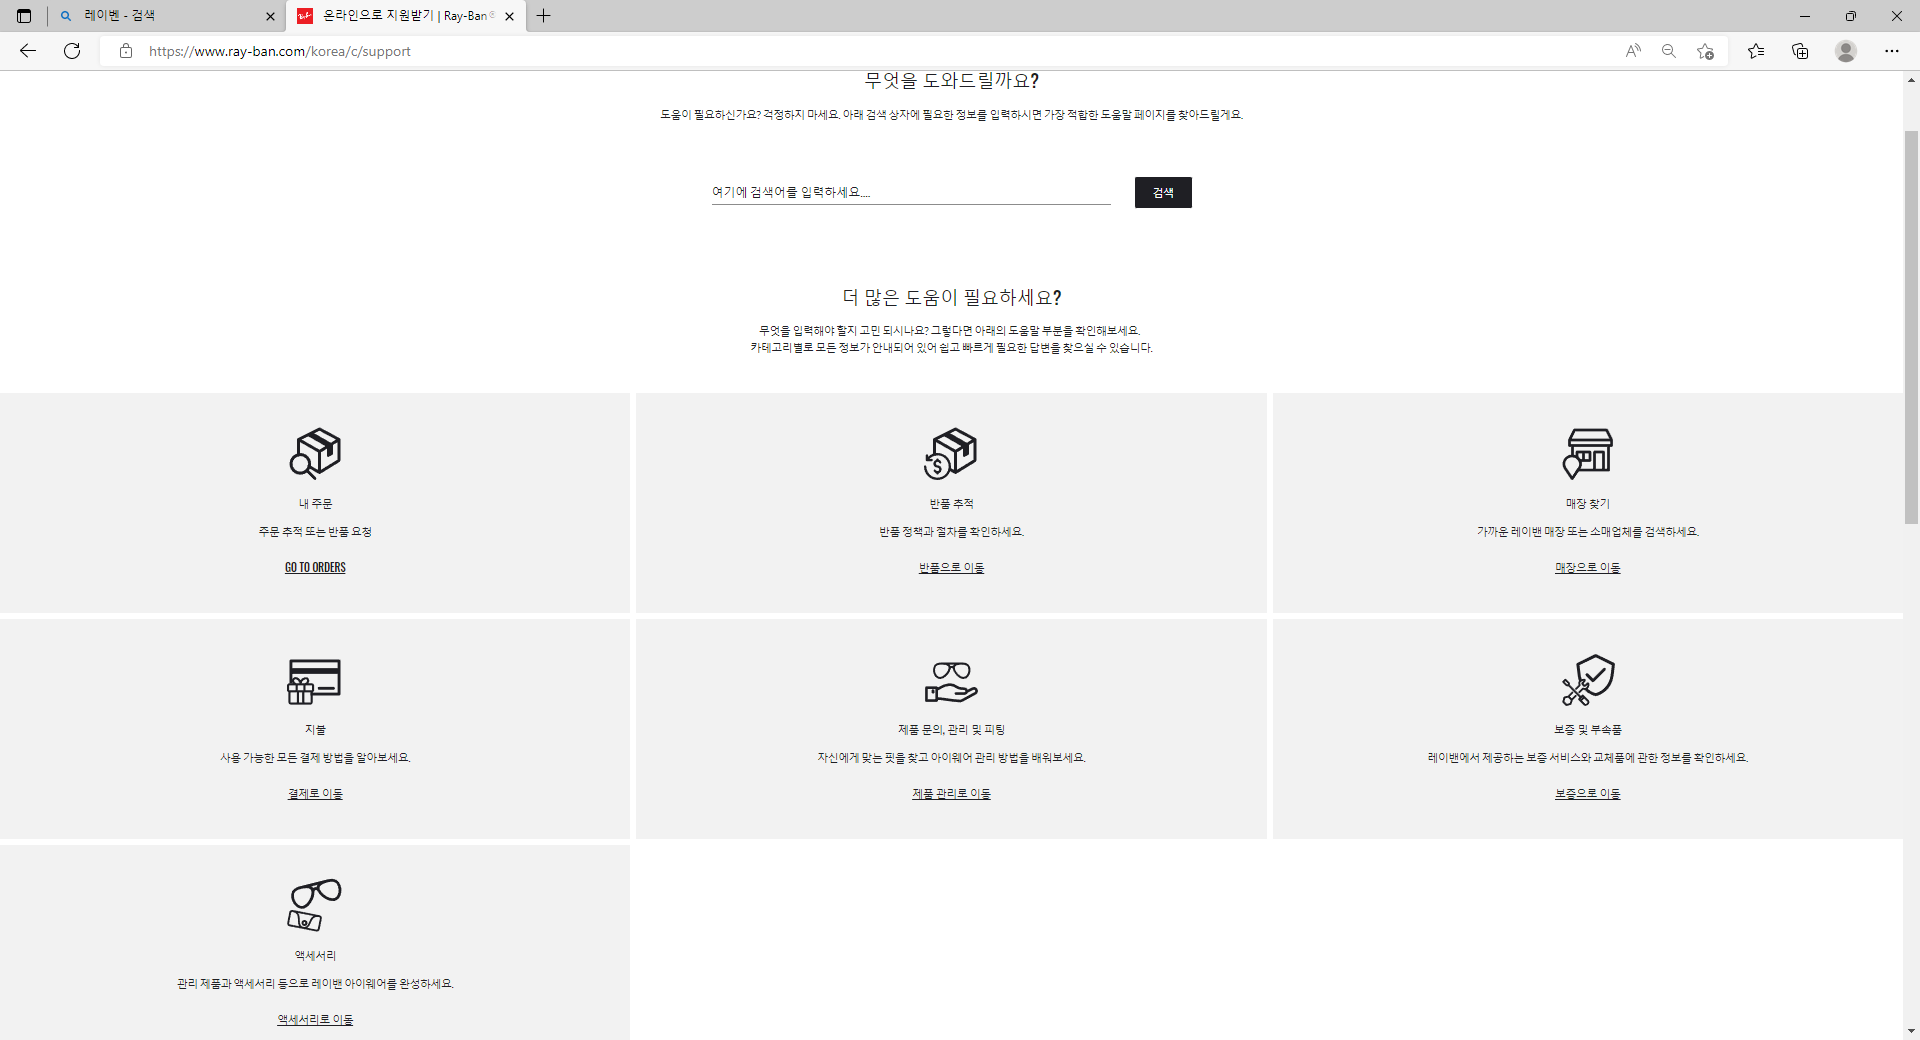 레이벤 - 검색
온라인으로 지원받기 | Ray-Ban®
https://www.ray-ban.com/korea/c/support
무엇을 도와드릴까요?
도움이 필요하신가요? 걱정하지 마세요. 아래 검색 상자에 필요한 정보를 입력하시면 가장 적합한 도움말 페이지를 찾아드릴게요.
여기에 검색어를 입력하세요....
검색
더 많은 도움이 필요하세요?
무엇을 입력해야 할지 고민 되시나요? 그렇다면 아래의 도움말 부분을 확인해보세요.
카테고리별로 모든 정보가 안내되어 있어 쉽고 빠르게 필요한 답변을 찾으실 수 있습니다.
내 주문
주문 추적 또는 반품 요청
GO TO ORDERS
반품 추적
반품 정책과 절차를 확인하세요.
반품으로 이동
매장 찾기
가까운 레이밴 매장 또는 소매업체를 검색하세요.
매장으로 이동
지불
사용 가능한 모든 결제 방법을 알아보세요.
결제로 이동
제품 문의, 관리 및 피팅
자신에게 맞는 핏을 찾고 아이웨어 관리 방법을 배워보세요.
제품 관리로 이동
보증 및 부속품
레이밴에서 제공하는 보증 서비스와 교체품에 관한 정보를 확인하세요.
보증으로 이동
액세서리
관리 제품과 액세서리 등으로 레이밴 아이웨어를 완성하세요.
액세서리로 이동